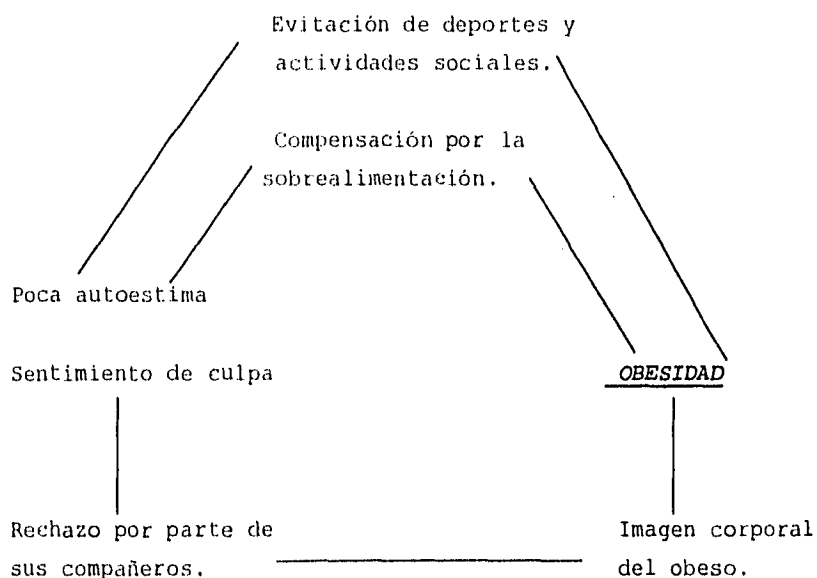 Evitación de deportes y
actividades sociales.
Compensación por la
sobrealimentación.
Poca autoestima
Sentimiento de culpa
OBESIDAD
Rechazo por parte de
sus compañeros.
Imagen corporal
del obeso.